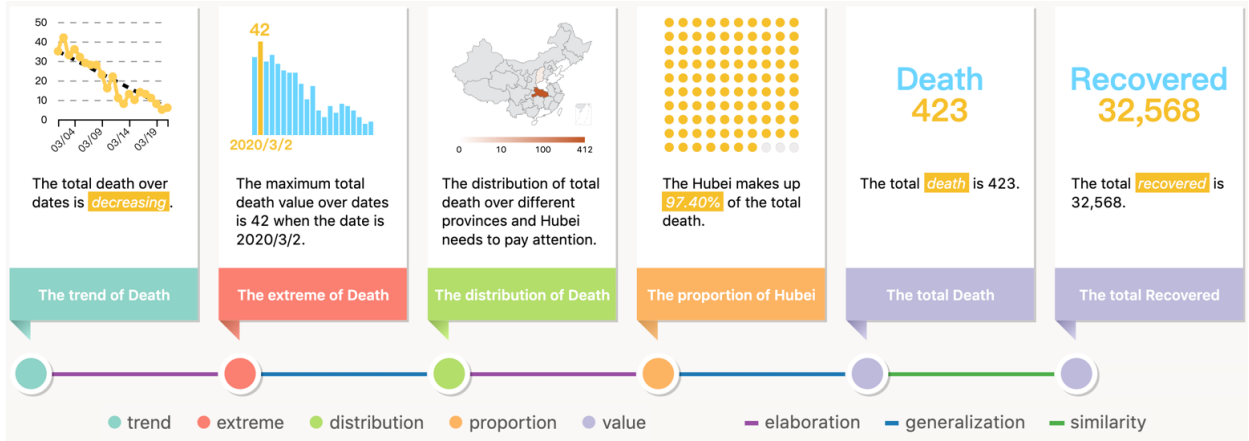 50
40
30
20
10
0
03/04
03/09
03/14
03/19
The total death over
dates is decreasing.
The trend of Death
42
2020/3/2
The maximum total
death value over dates
is 42 when the date is
2020/3/2.
The extreme of Death
0 10 100 412
The distribution of total
death over different
provinces and Hubei
needs to pay attention.
The distribution of Death
The Hubei makes up
97.40% of the total
death.
The proportion of Hubei
Death
423
The total death is 423.
The total Death
Recovered
32,568
The total recovered is
32,568.
The total Recovered
trend extreme distribution proportion value elaboration generalization similarity